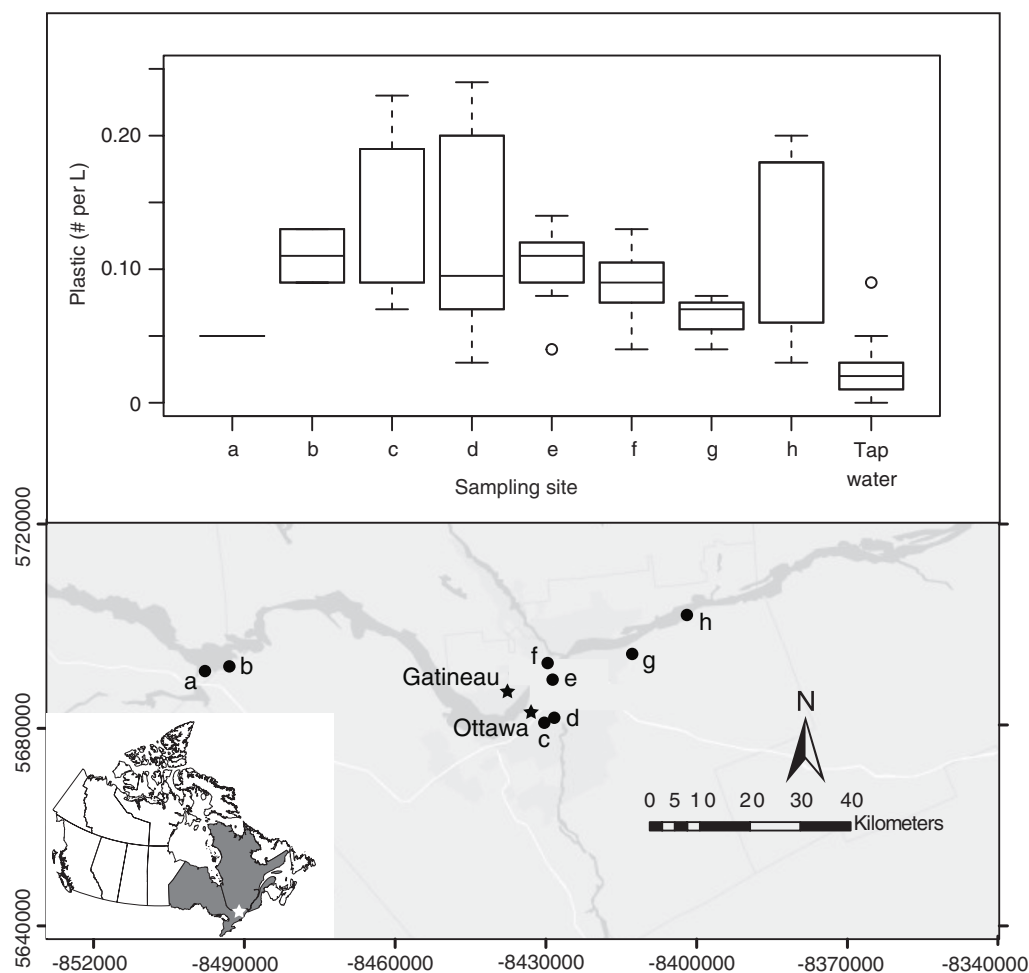 Plastic (# per L)
0.20
0.10
0
a b c d e f g h Tap water
Sampling site
5720000
5680000
5640000
a
b
Gatineau
Ottawa
f
e
d
c
g
h
N
0 5 10 20 30 40
Kilometers
-852000 -8490000 -8460000 -8430000 -8400000 -8370000 -8340000